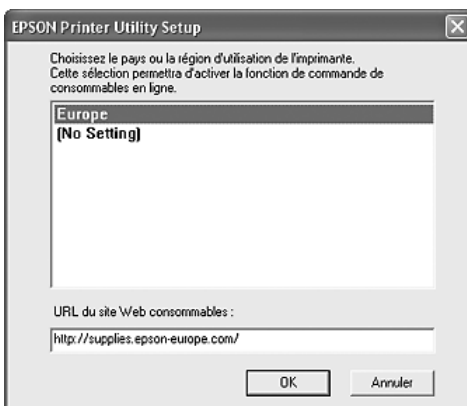 EPSON Printer Utility Setup
Choisissez le pays ou la région d'utilisation de l'imprimante.
Cette sélection permettra d'activer la fonction de commande de
consommables en ligne.
Europe
(No Setting)
URL du site Web consommables :
http://supplies.epson-europe.com/
OK
Annuler